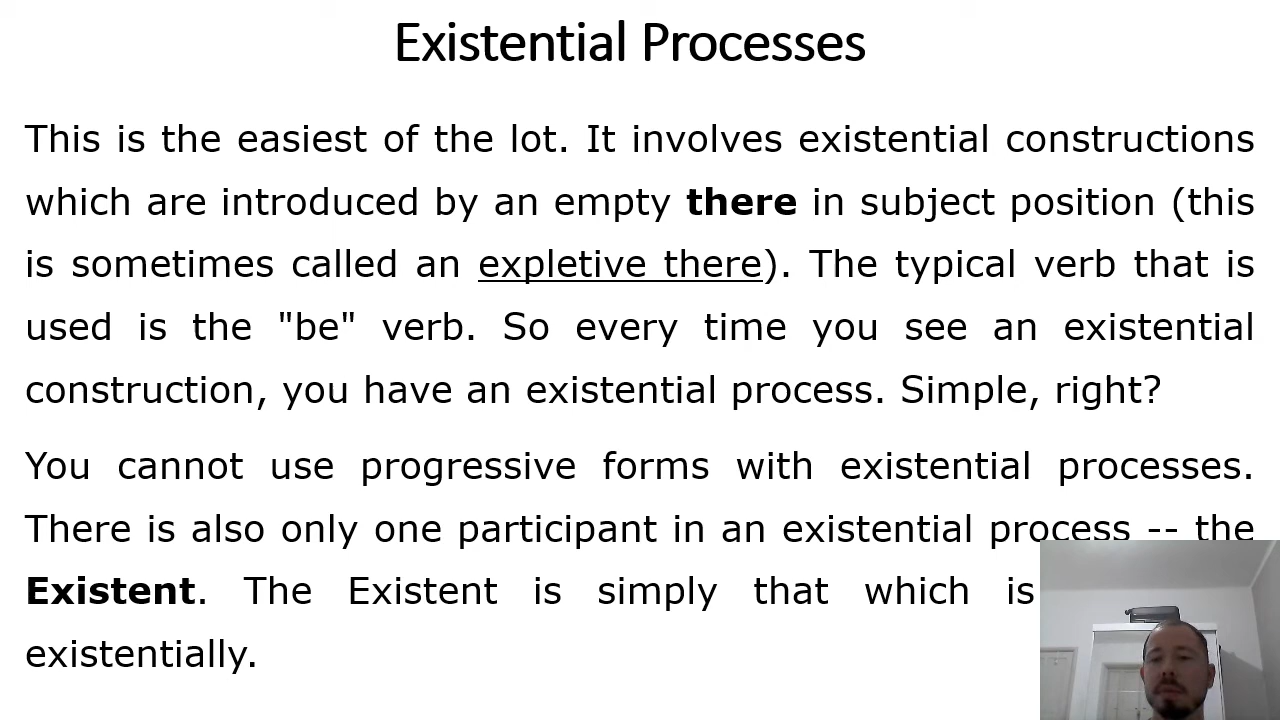 Existential Processes
This is the easiest of the lot. It involves existential constructions
which are introduced by an empty there in subject position (this
is sometimes called an expletive there). The typical verb that is
used is the "be" verb. So every time you see an existential
construction, you have an existential process. Simple, right?
You cannot use progressive forms with existential processes.
There is also only one participant in an existential process -- the
Existent. The Existent is simply that which is
existentially.